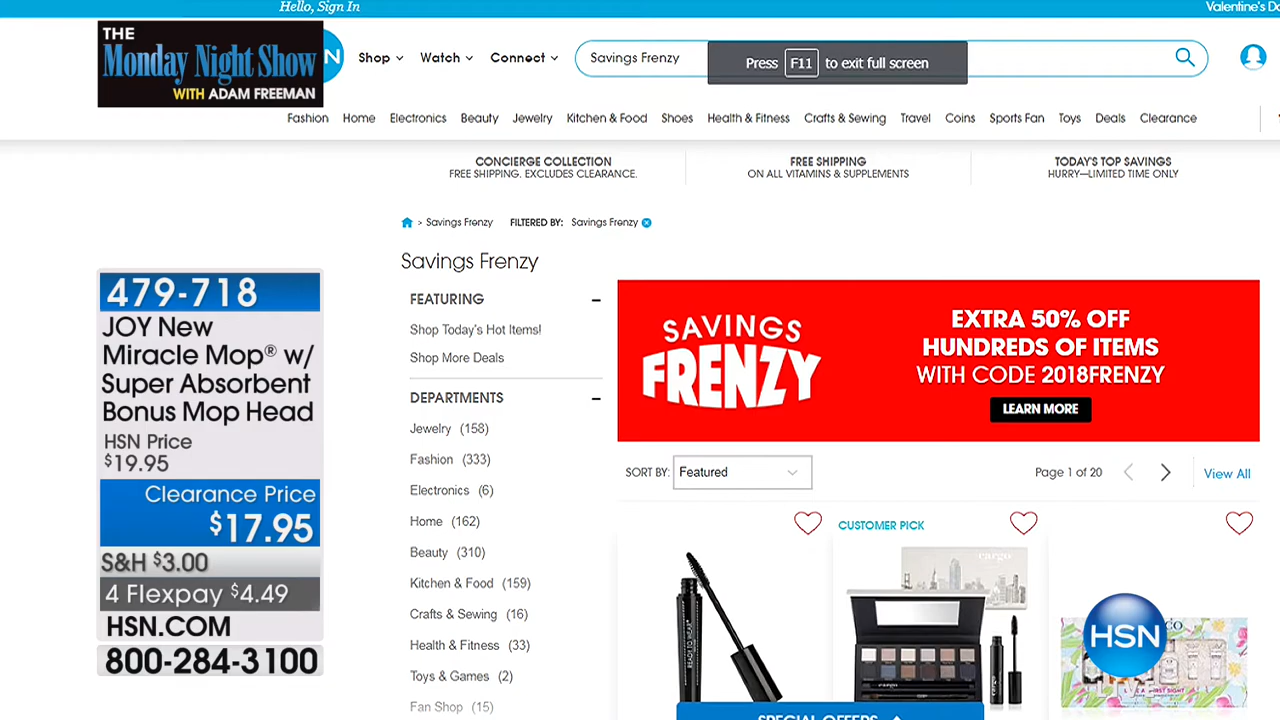 Hello, Sign In
Valentine's Da
THE
Monday Night Show
WITH ADAM FREEMAN
N
Shop
Watch
Connect
Savings Frenzy
Press F11 to exit full screen
Fashion Home Electronics Beauty Jewelry Kitchen & Food Shoes Health & Fitness Crafts & Sewing Travel Coins Sports Fan Toys Deals Clearance
CONCIERGE COLLECTION
FREE SHIPPING. EXCLUDES CLEARANCE.
FREE SHIPPING
ON ALL VITAMINS & SUPPLEMENTS
TODAY'S TOP SAVINGS
HURRY—LIMITED TIME ONLY
> Savings Frenzy FILTERED BY: Savings Frenzy
Savings Frenzy
FEATURING
Shop Today's Hot Items!
Shop More Deals
DEPARTMENTS
Jewelry (158)
Fashion (333)
Electronics (6)
Home (162)
Beauty (310)
Kitchen & Food (159)
Crafts & Sewing (16)
Health & Fitness (33)
Toys & Games (2)
Fan Shop (15)
SAVINGS
FRENZY
EXTRA 50% OFF
HUNDREDS OF ITEMS
WITH CODE 2018FRENZY
LEARN MORE
SORT BY: Featured
Page 1 of 20
View All
CUSTOMER PICK
READY TO WEAR
cargo
cargo
HSN
SPECIAL OFFERS
479-718
JOY New
Miracle Mop® w/
Super Absorbent
Bonus Mop Head
HSN Price
$19.95
Clearance Price
$17.95
S&H $3.00
4 Flexpay $4.49
HSN.COM
800-284-3100